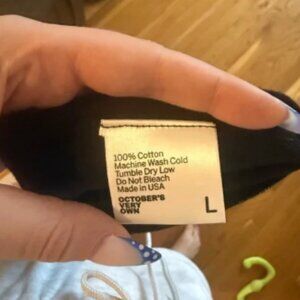 100% Cotton
Machine Wash Cold
Tumble Dry Low
Do Not Bleach
Made in USA
OCTOBER'S
VERY
OWN
L